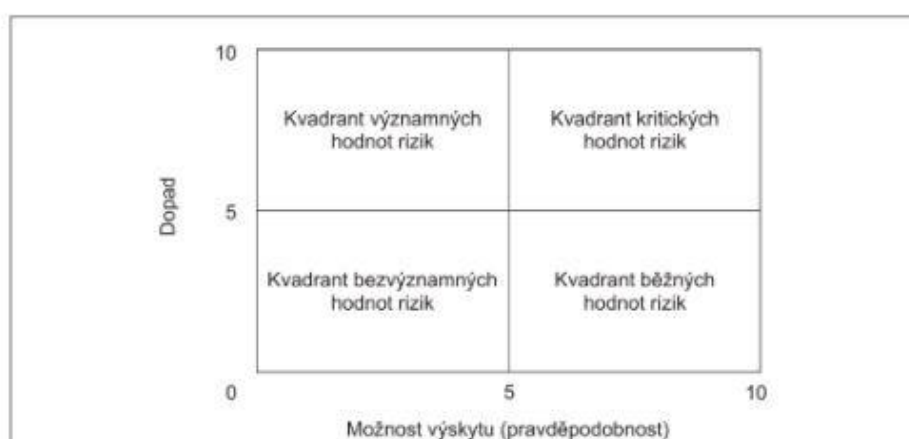 10
Kvadrant významných
hodnot rizik
Kvadrant kritických
hodnot rizik
Dopad
5
Kvadrant bezvýznamných
hodnot rizik
Kvadrant běžných
hodnot rizik
0
5
10
Možnost výskytu (pravděpodobnost)